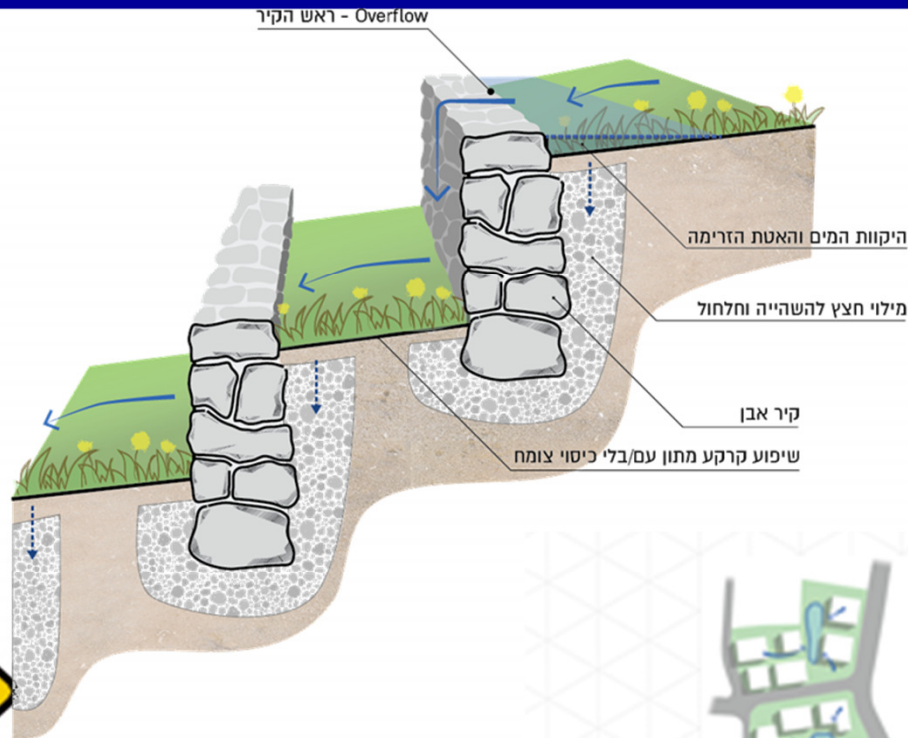 ראש הקיר - Overflow
היקוות המים והאטת הזרימה
מילוי חצץ להשהייה וחלחול
קיר אבן
שיפוע קרקע מתון עם/בלי כיסוי צומח